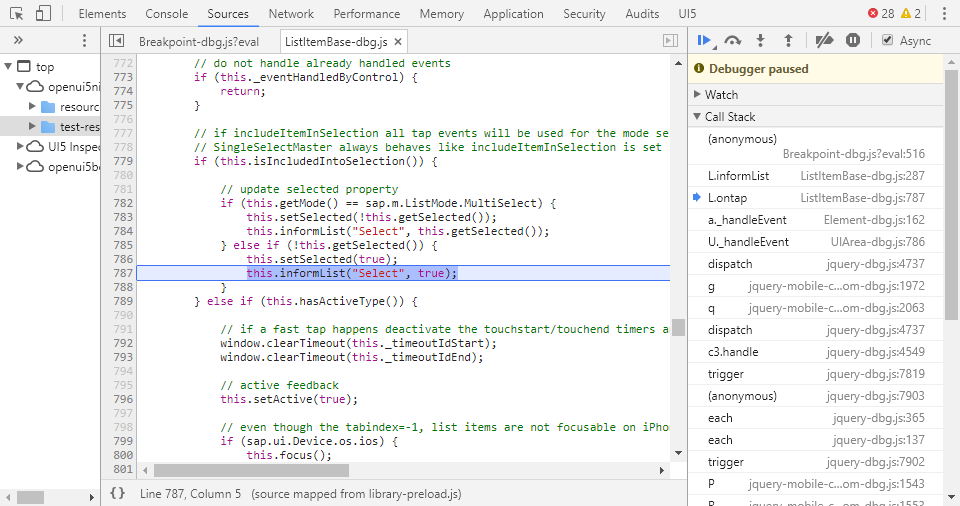 Elements Console Sources Network Performance Memory Application Security Audits UI5 28 2
» Breakpoint-dbg.js?eval ListItemBase-dbg.js × Async
top
openui5ni
resourc
test-res
UI5 Inspe
openui5bo
772 // do not handle already handled events
773 if (this._eventHandledByControl) {
774 return;
775 }
776
777 // if includeItemInSelection all tap events will be used for the mode se
778 // SingleSelectMaster always behaves like includeItemInSelection is set
779 if (this.isIncludedIntoSelection()) {
780
781 // update selected property
782 if (this.getMode() == sap.m.ListMode.MultiSelect) {
783 this.setSelected(!this.getSelected());
784 this.informList("Select", this.getSelected());
785 } else if (!this.getSelected()) {
786 this.setSelected(true);
787 this.informList("Select", true);
788 }
789 } else if (this.hasActiveType()) {
790
791 // if a fast tap happens deactivate the touchstart/touchend timers a
792 window.clearTimeout(this._timeoutIdStart);
793 window.clearTimeout(this._timeoutIdEnd);
794
795 // active feedback
796 this.setActive(true);
797
798 // even though the tabindex=-1, list items are not focusable on iPho
799 if (sap.ui.Device.os.ios) {
800 this.focus();
801
{} Line 787, Column 5 (source mapped from library-preload.js)
Debugger paused
Watch
Call Stack
(anonymous)
Breakpoint-dbg.js?eval:516
L.informList ListItemBase-dbg.js:287
L.ontap ListItemBase-dbg.js:787
a._handleEvent Element-dbg.js:162
U._handleEvent UIArea-dbg.js:786
dispatch jquery-dbg.js:4737
g jquery-mobile-c...om-dbg.js:1972
q jquery-mobile-c...om-dbg.js:2063
dispatch jquery-dbg.js:4737
c3.handle jquery-dbg.js:4549
trigger jquery-dbg.js:7819
(anonymous) jquery-dbg.js:7903
each jquery-dbg.js:365
each jquery-dbg.js:137
trigger jquery-dbg.js:7902
P jquery-mobile-c...om-dbg.js:1543
jquery-mobile-c...om-dbg.js:1553